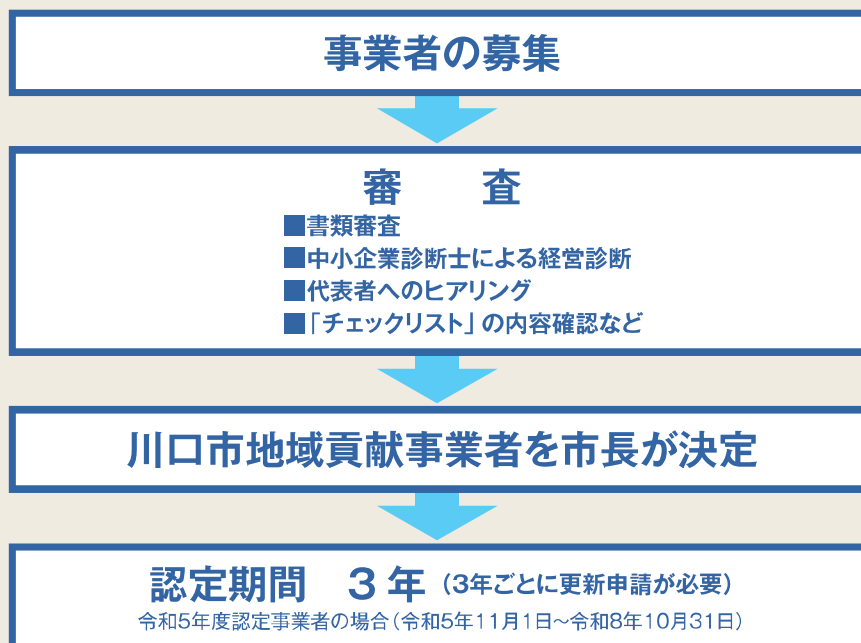 事業者の募集
審　査
■書類審査
■中小企業診断士による経営診断
■代表者へのヒアリング
■「チェックリスト」の内容確認など
川口市地域貢献事業者を市長が決定
認定期間　3年（3年ごとに更新申請が必要）
令和5年度認定事業者の場合（令和5年11月1日～令和8年10月31日）